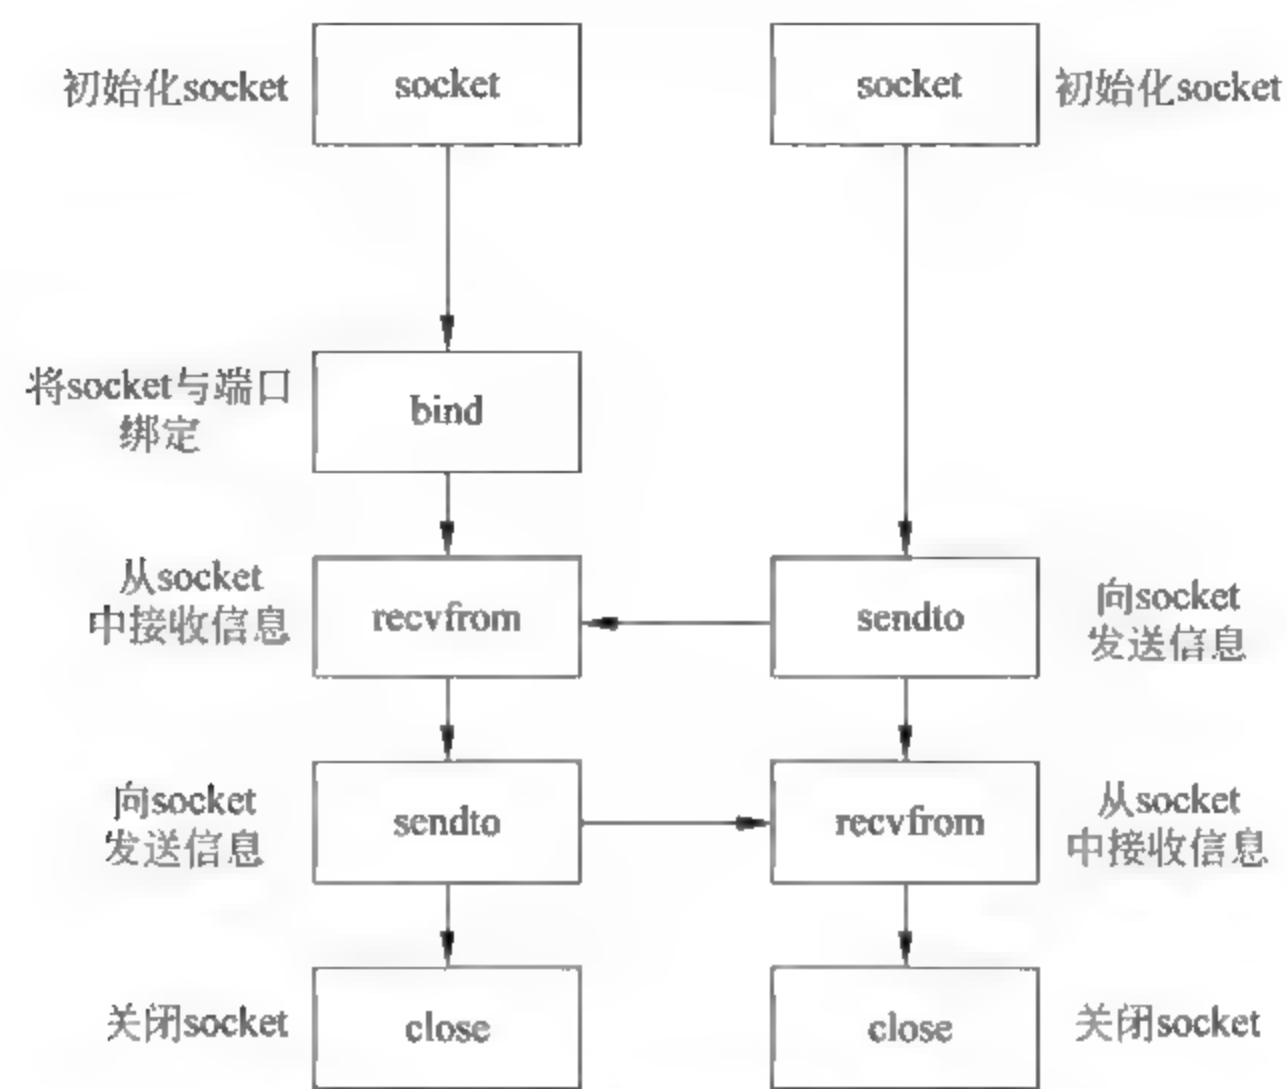 初始化socket
socket
socket
初始化socket
将socket与端口
绑定
bind
从socket
中接收信息
recvfrom
sendto
向socket
发送信息
向socket
发送信息
sendto
recvfrom
从socket
中接收信息
关闭socket
close
close
关闭socket